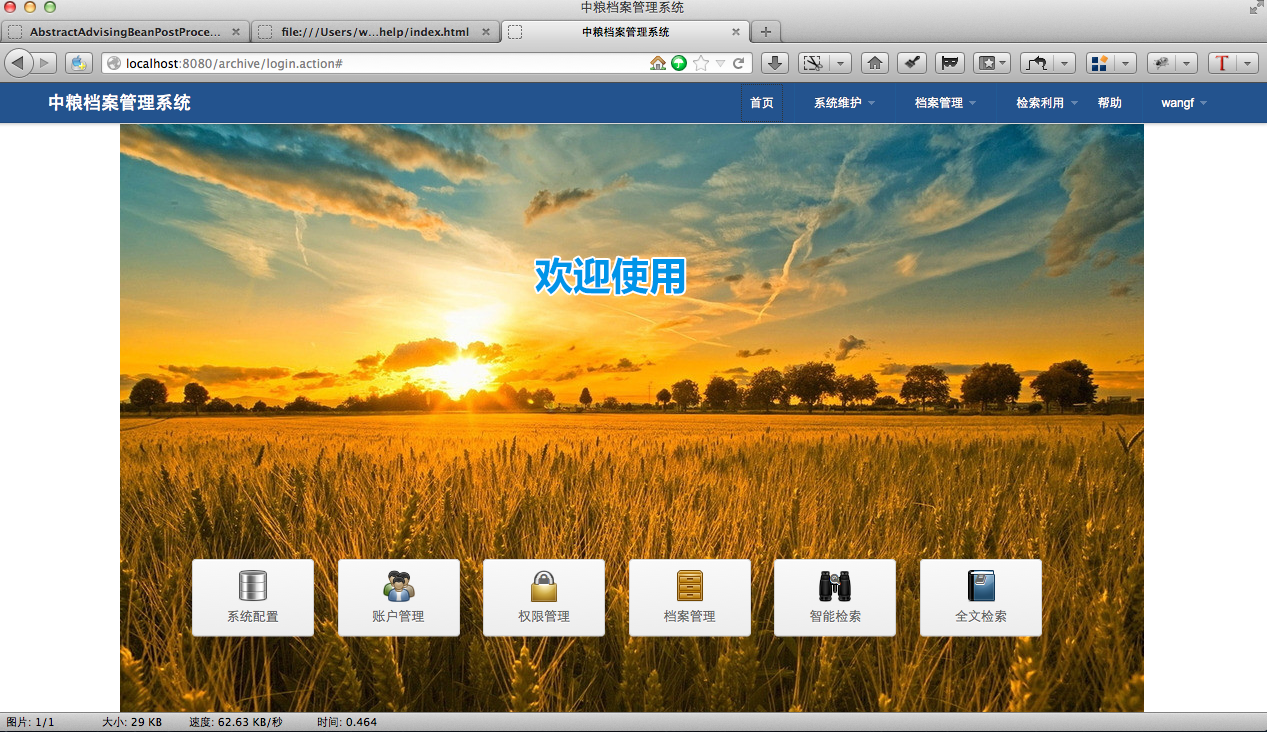 中粮档案管理系统
AbstractAdvisingBeanPostProce...
file:///Users/w...help/index.html
中粮档案管理系统
localhost:8080/archive/login.action#
中粮档案管理系统
首页 系统维护 档案管理 检索利用 帮助 wangf
欢迎使用
系统配置 账户管理 权限管理 档案管理 智能检索 全文检索
图片: 1/1 大小: 29 KB 速度: 62.63 KB/秒 时间: 0.464